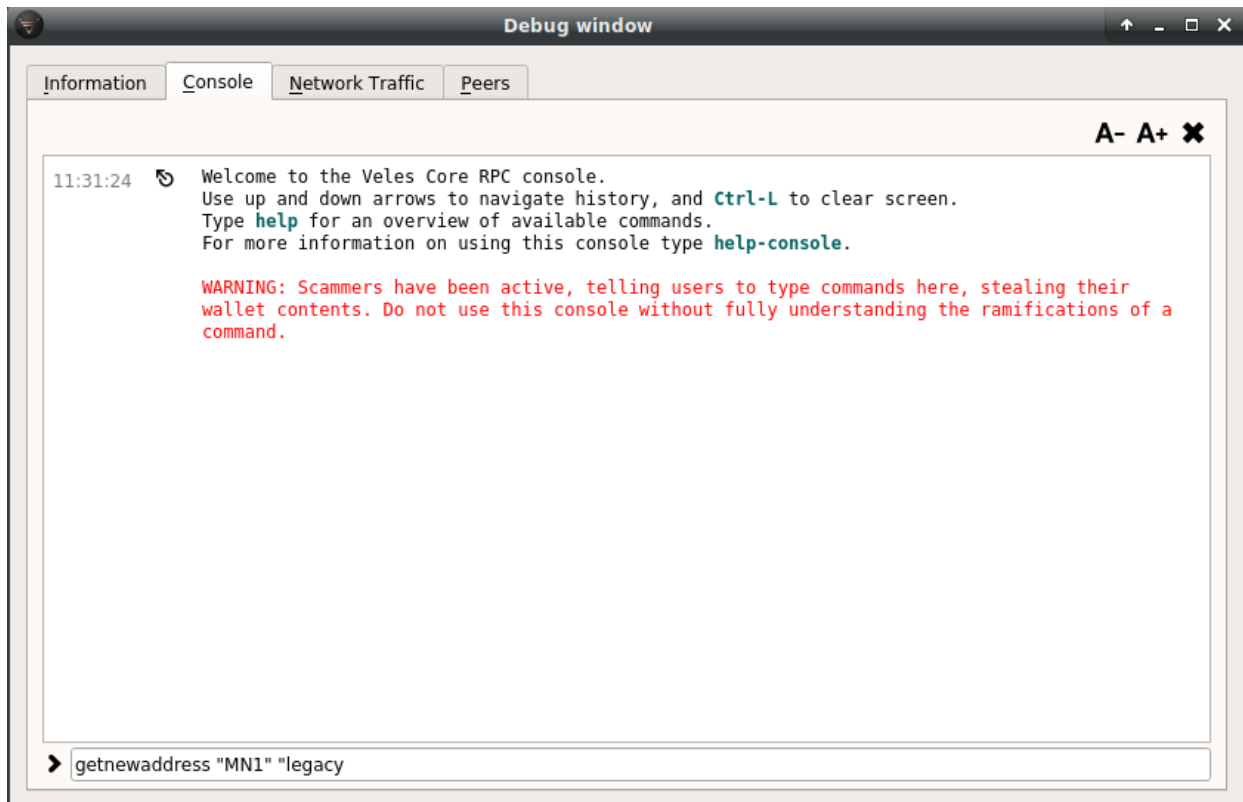 Debug window
Information Console Network Traffic Peers
A- A+
11:31:24 Welcome to the Veles Core RPC console.
Use up and down arrows to navigate history, and Ctrl-L to clear screen.
Type help for an overview of available commands.
For more information on using this console type help-console.
WARNING: Scammers have been active, telling users to type commands here, stealing their
wallet contents. Do not use this console without fully understanding the ramifications of a
command.
getnewaddress "MN1" "legacy